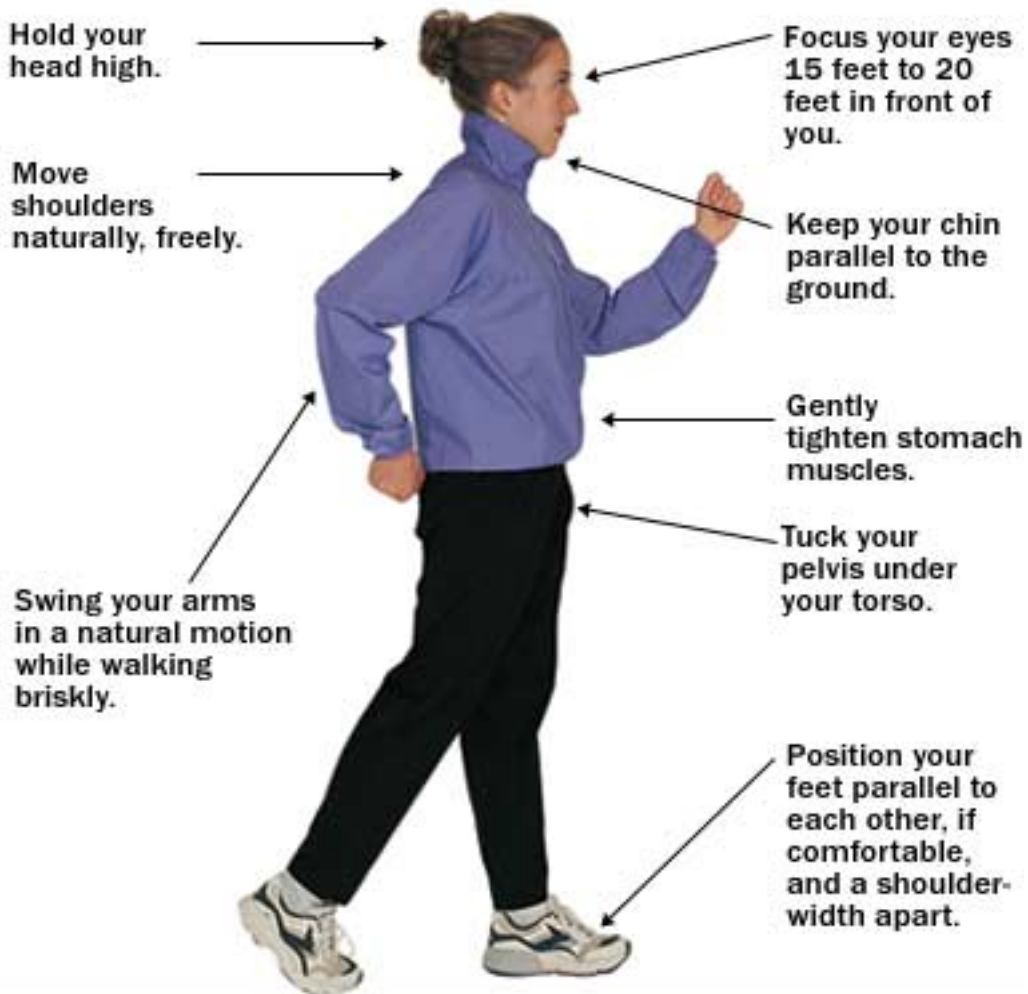 Hold your
head high.
Move
shoulders
naturally, freely.
Swing your arms
in a natural motion
while walking
briskly.
Focus your eyes
15 feet to 20
feet in front of
you.
Keep your chin
parallel to the
ground.
Gently
tighten stomach
muscles.
Tuck your
pelvis under
your torso.
Position your
feet parallel to
each other, if
comfortable,
and a shoulder-
width apart.